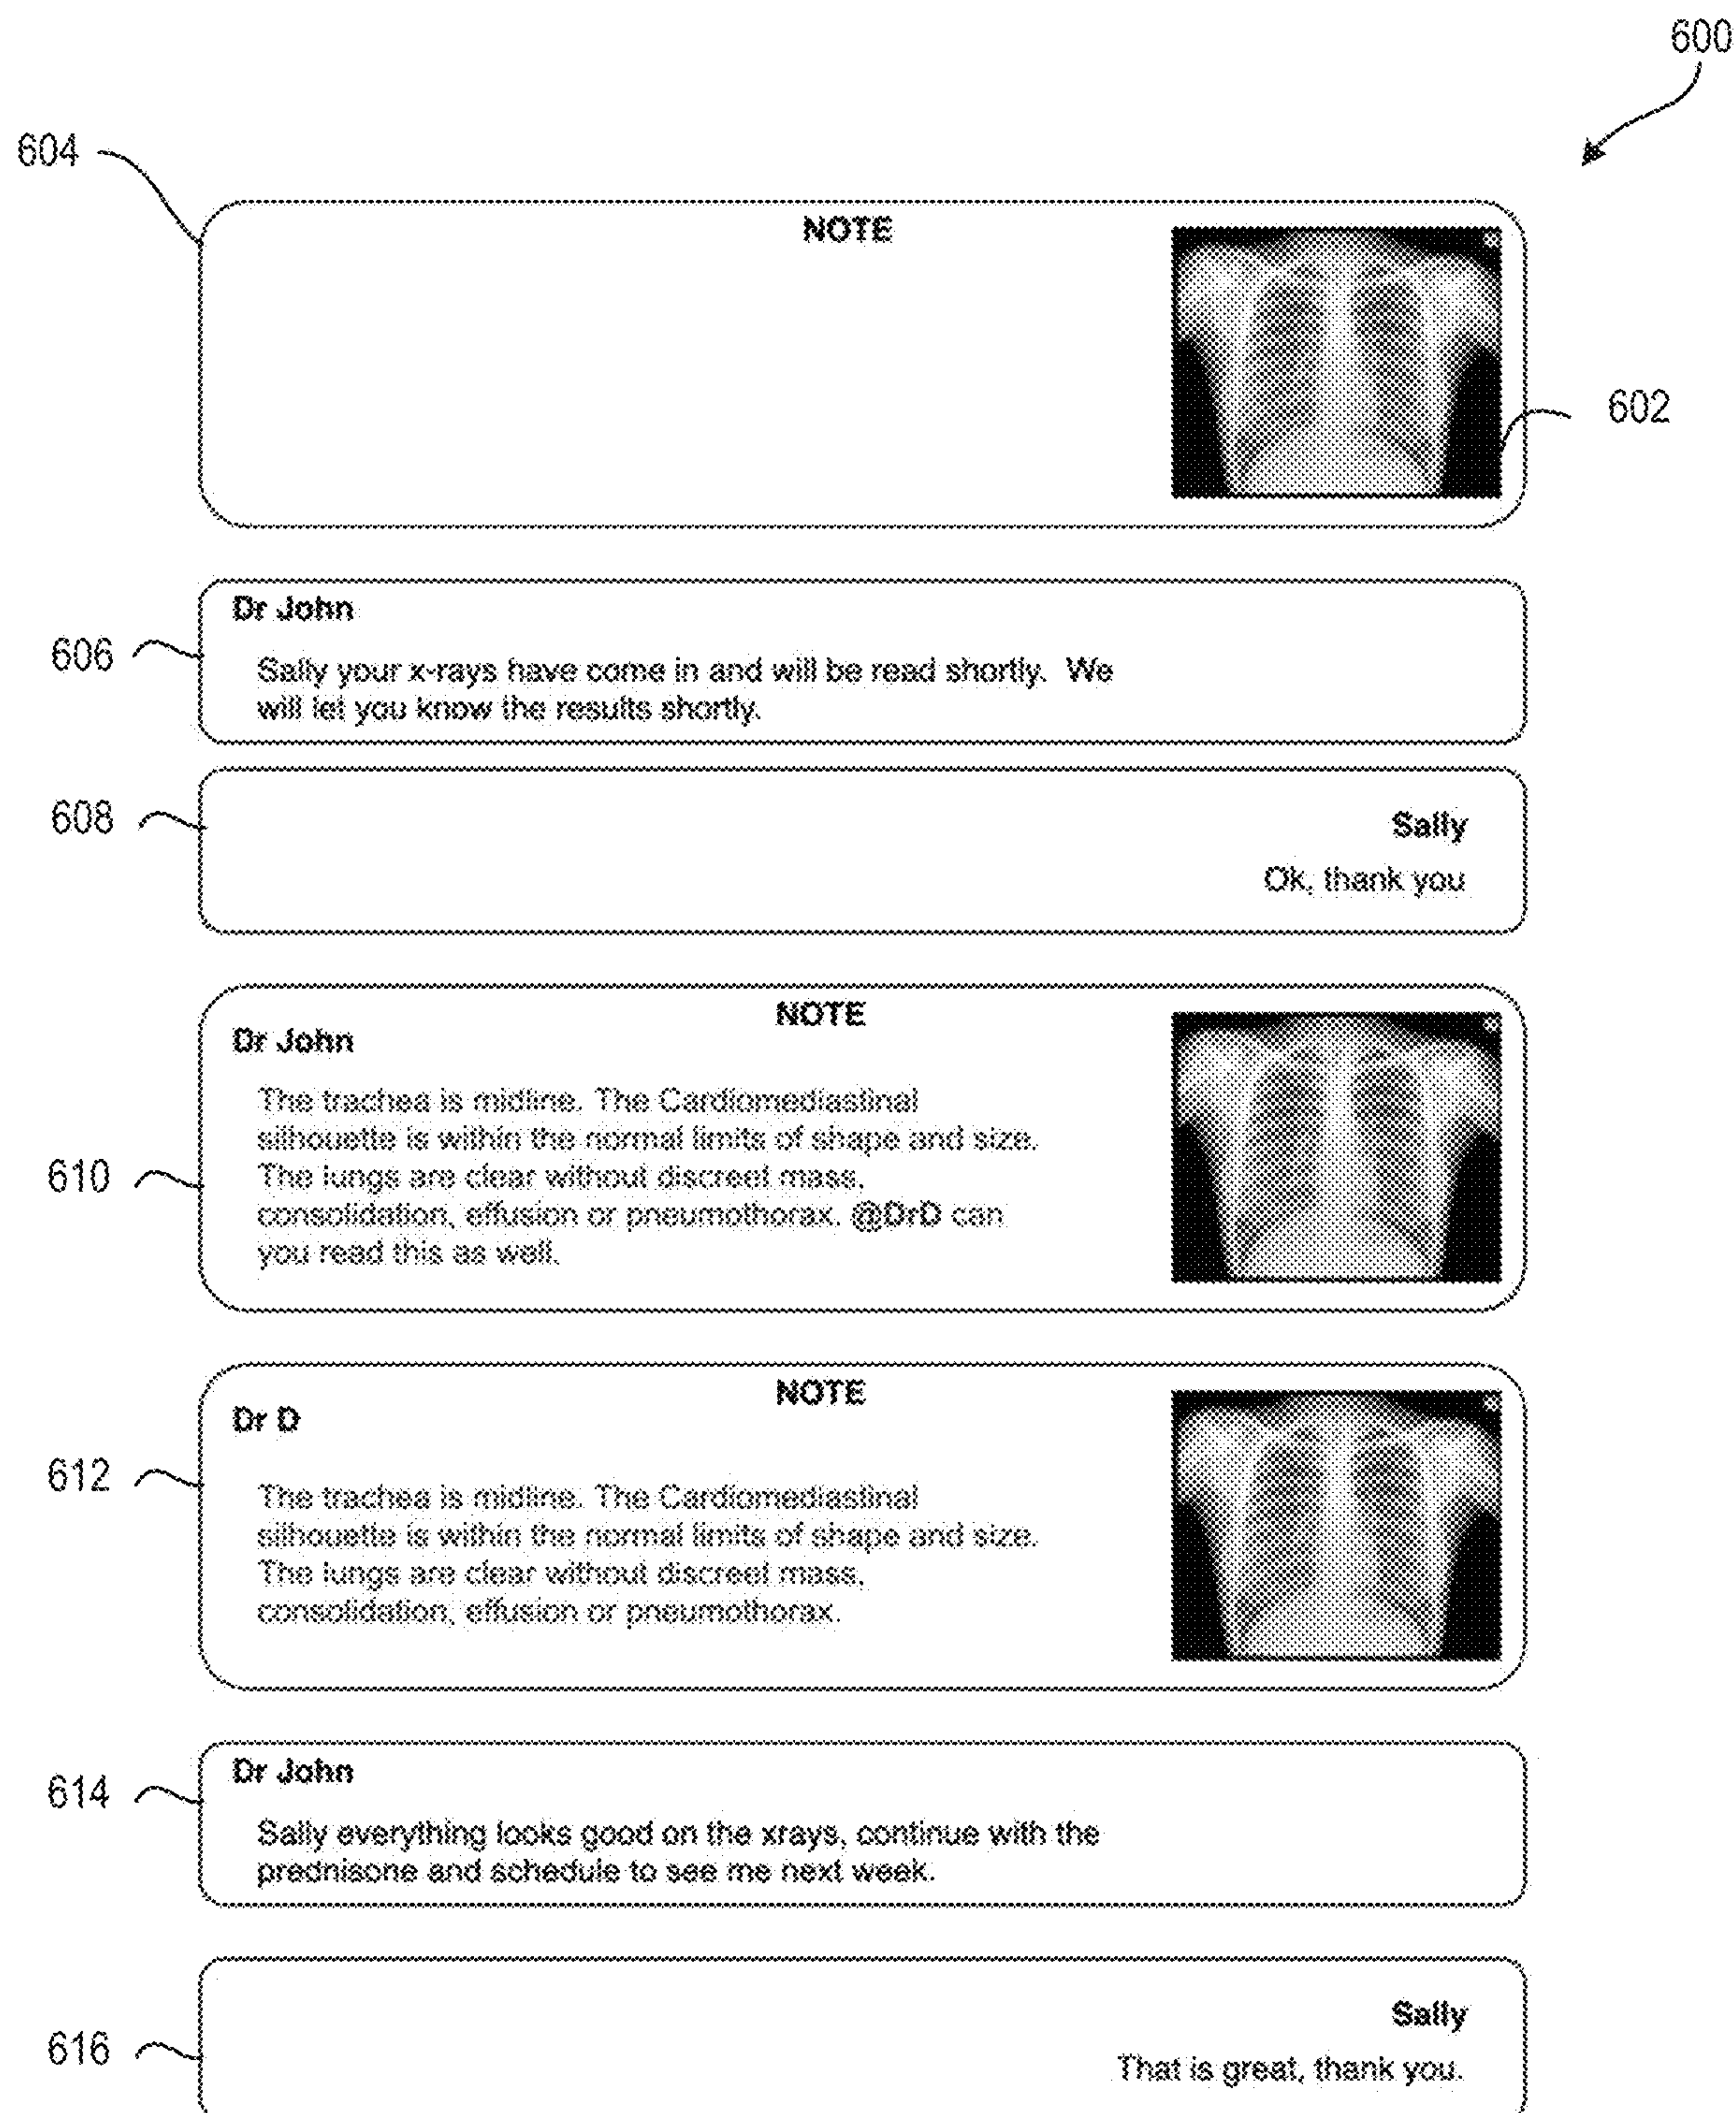 600
604
NOTE
602
Dr John
606
Sally your x-rays have come in and will be read shortly. We
will let you know the results shortly.
608
Sally
Ok, thank you
NOTE
Dr John
The trachea is midline. The Cardiomediastinal
silhouette is within the normal limits of shape and size.
610
The lungs are clear without discreet mass,
consolidation, effusion or pneumothorax. @DrD can
you read this as well.
NOTE
Dr D
612
The trachea is midline. The Cardiomediastinal
silhouette is within the normal limits of shape and size.
The lungs are clear without discreet mass,
consolidation, effusion or pneumothorax.
Dr John
614
Sally everything looks good on the xrays, continue with the
prednisone and schedule to see me next week.
Sally
616
That is great, thank you.